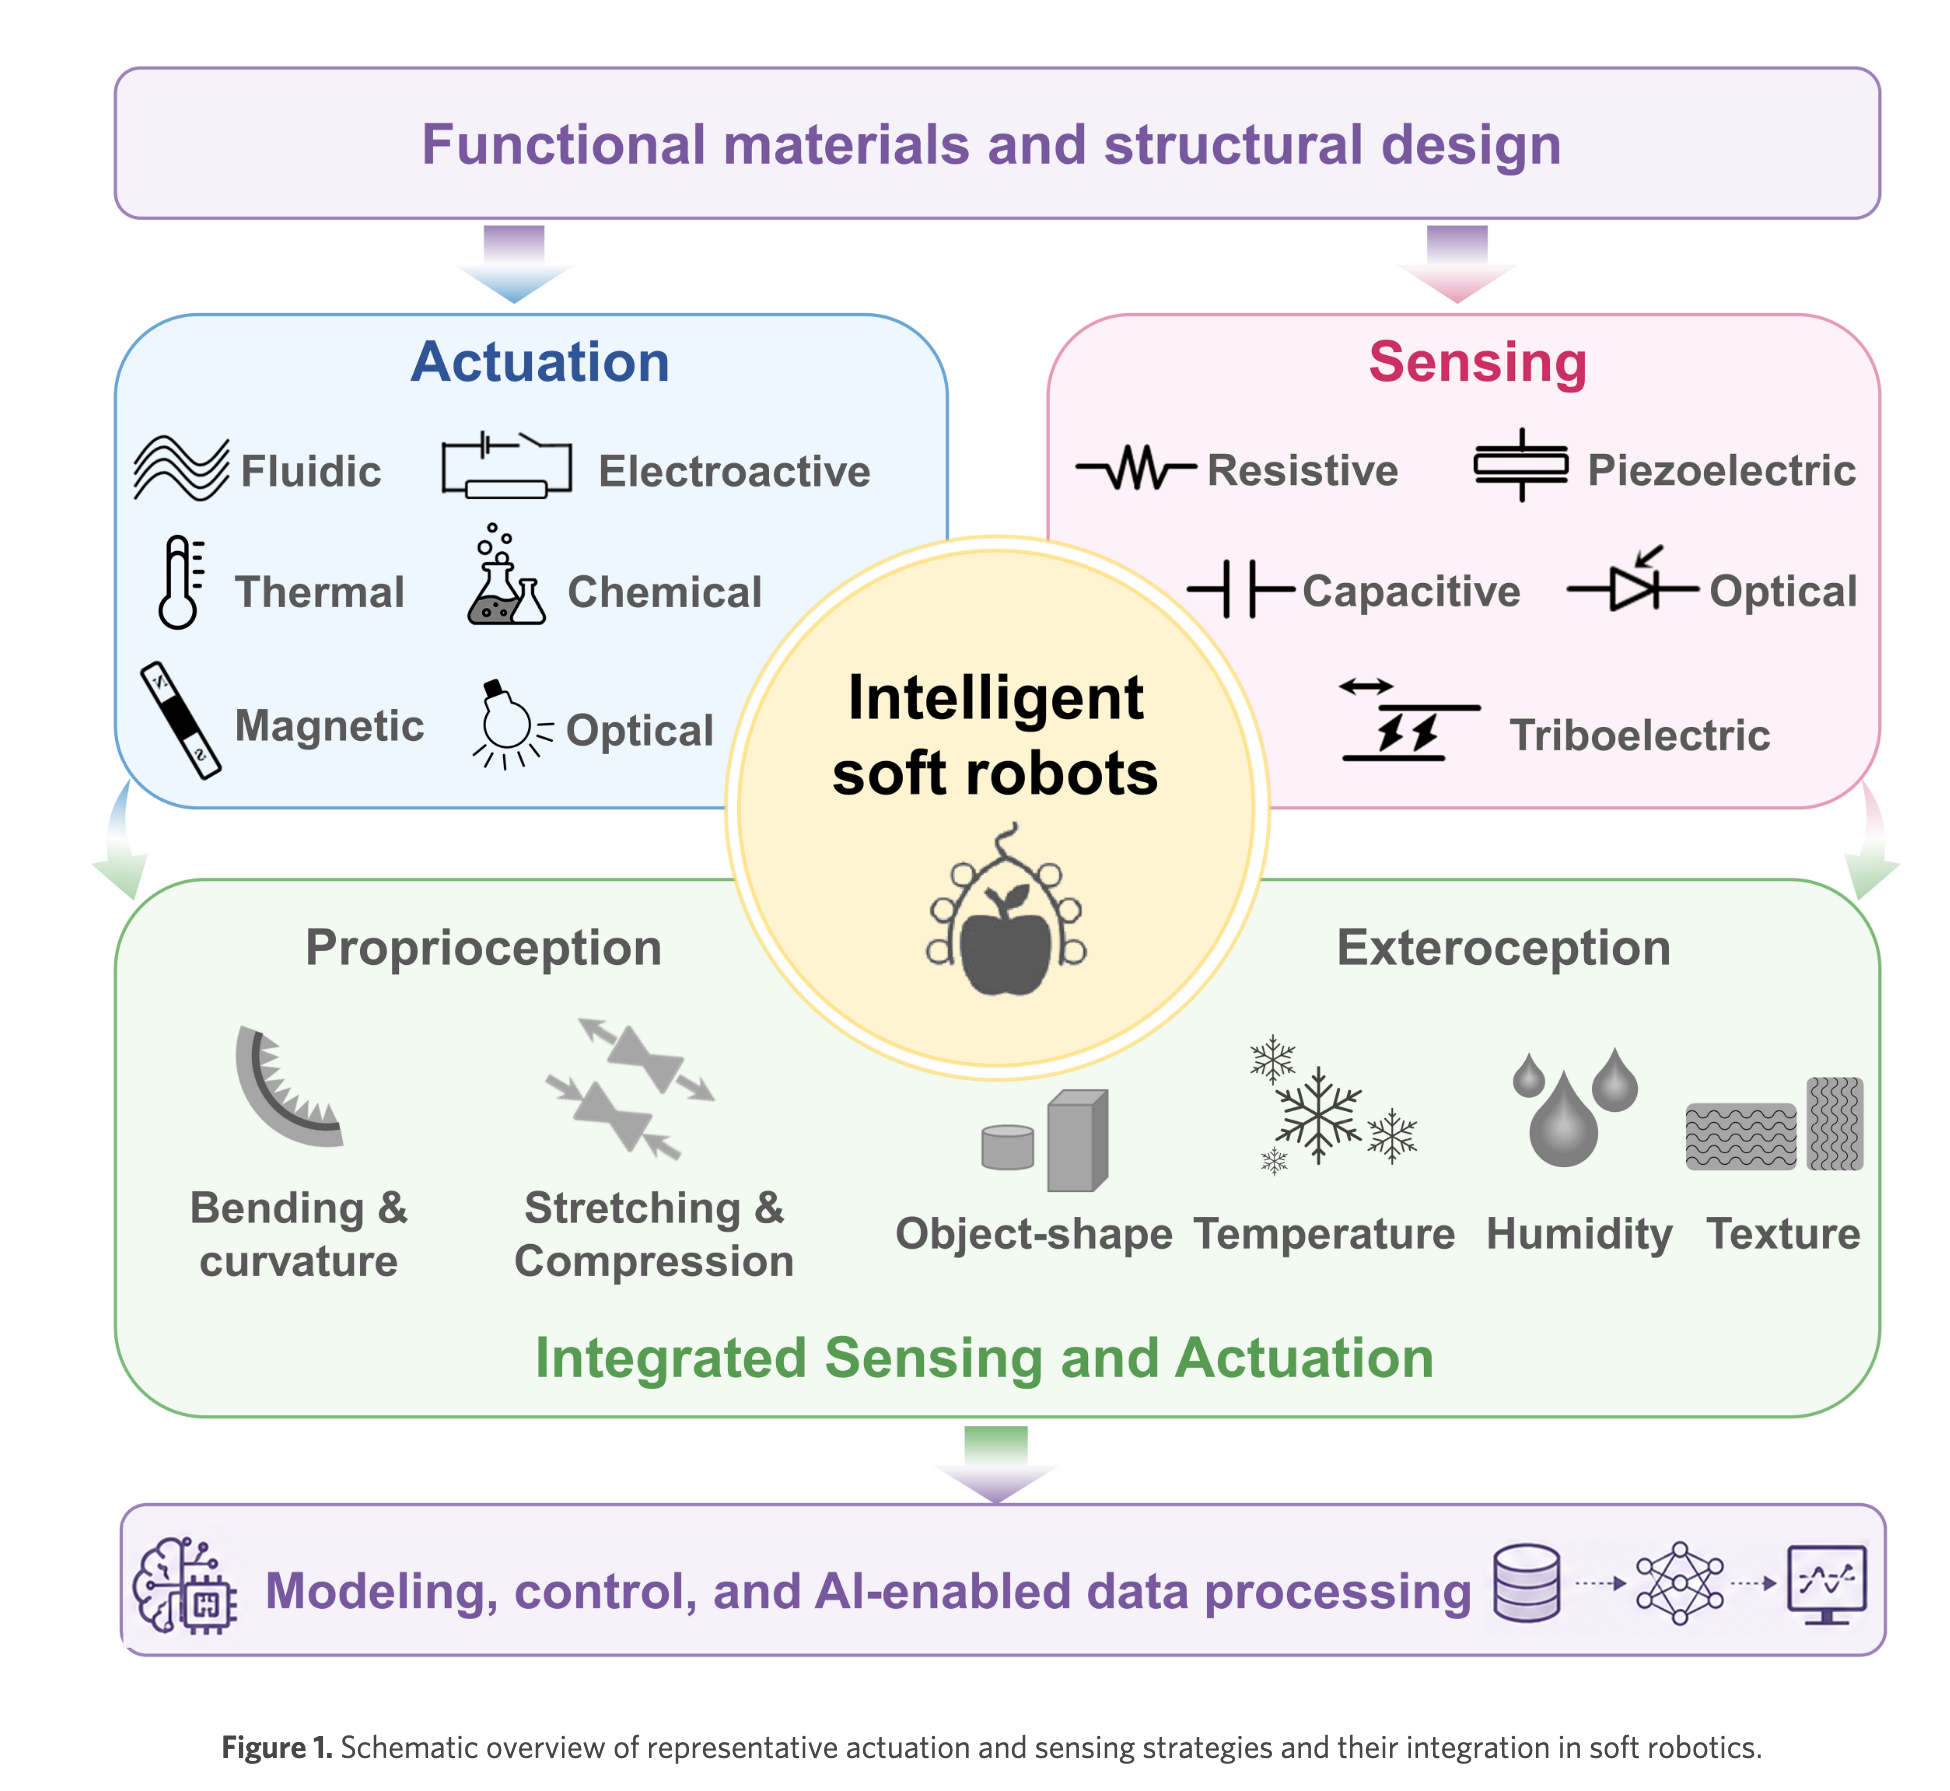 Functional materials and structural design
Actuation
Fluidic
Electroactive
Thermal
Chemical
Magnetic
Optical
Sensing
Resistive
Piezoelectric
Capacitive
Optical
Triboelectric
Intelligent
soft robots
Proprioception
Bending &
curvature
Stretching &
Compression
Exteroception
Object-shape
Temperature
Humidity
Texture
Integrated Sensing and Actuation
Modeling, control, and AI-enabled data processing
Figure 1. Schematic overview of representative actuation and sensing strategies and their integration in soft robotics.